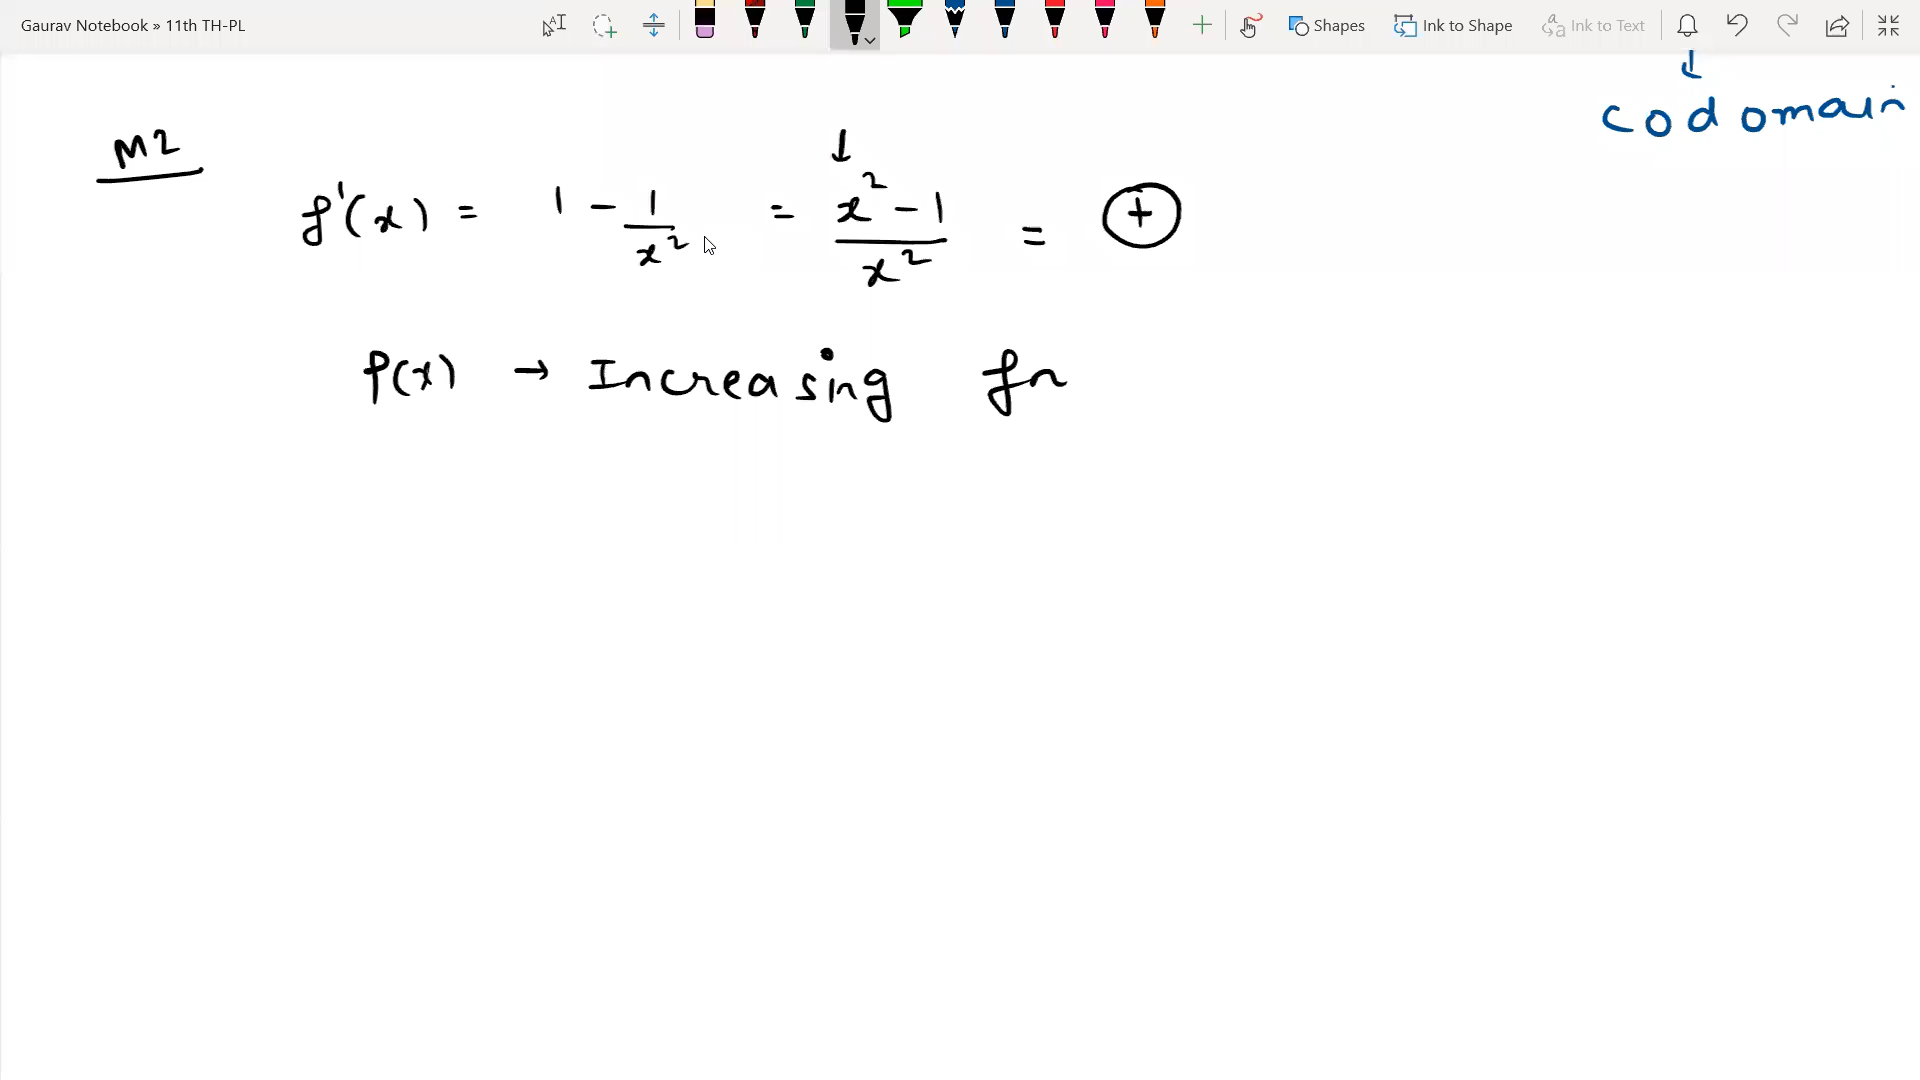 Gaurav Notebook » 11th TH-PL
Shapes
Ink to Shape
Ink to Text
codomain
M2
f'(x) = 1 - 1/x² = x² - 1/x² = +
f(x) → Increasing fn